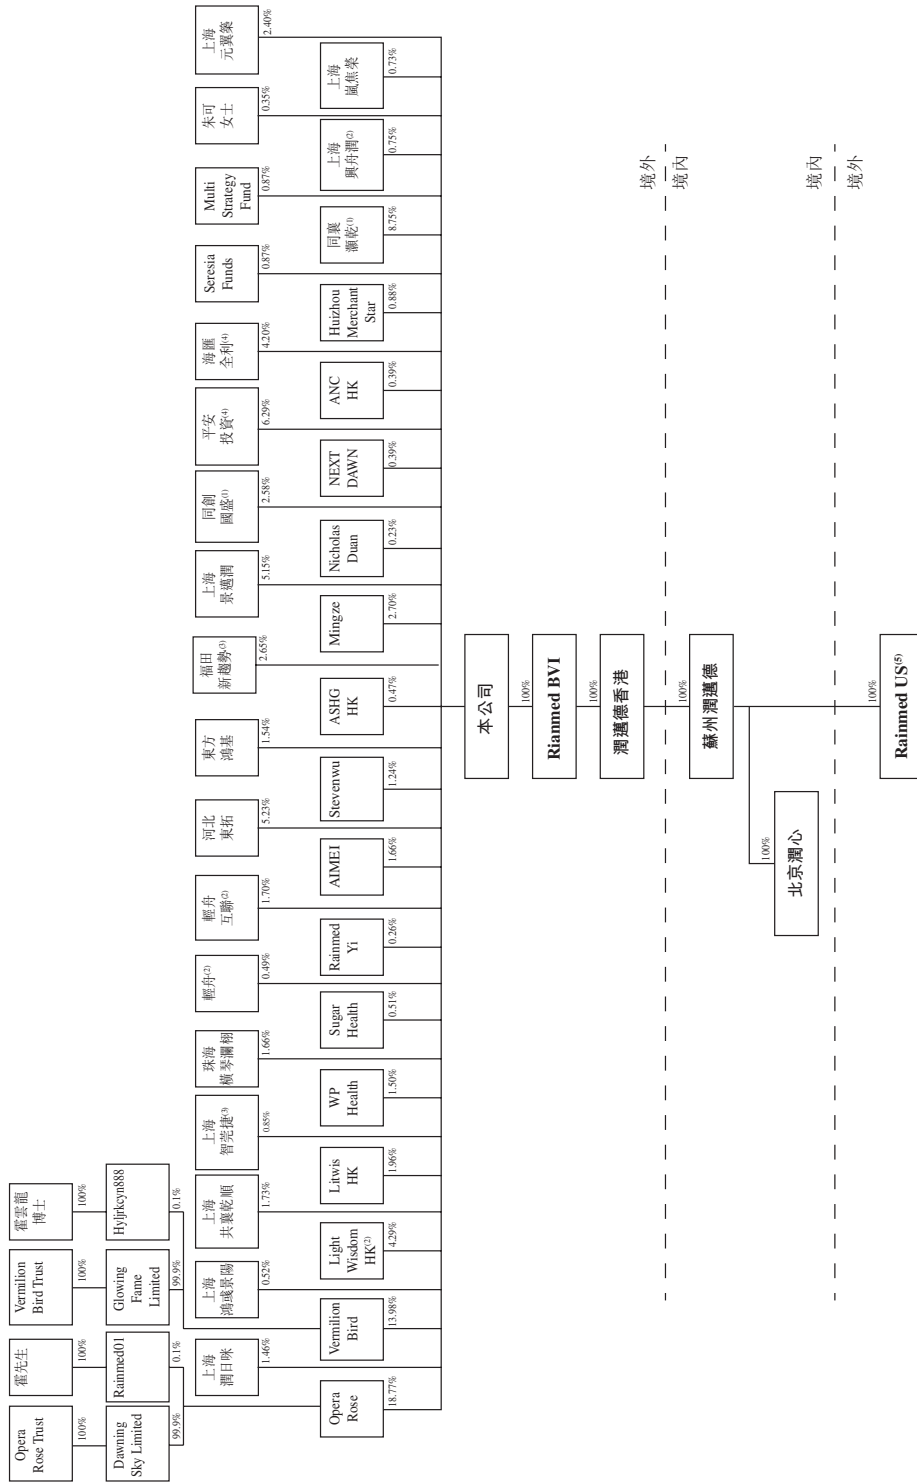 Opera
Rose Trust
100%
霍先生
100%
Vermilion
Bird Trust
100%
霍雲龍
博士
100%
Dawning
Sky Limited
99.9%
Rainmed01
0.1%
Glowing
Fame
Limited
99.9%
Hyljrkcyn888
0.1%
上海
潤日咪
1.46%
上海
鴻彧景陽
0.52%
上海
共襄乾順
1.73%
上海
智莞捷(3)
0.85%
珠海
橫琴瀾栩
1.66%
輕舟(2)
0.49%
輕舟
互聯(2)
1.70%
河北
東拓
5.23%
東方
鴻基
1.54%
福田
新趨勢(3)
2.65%
上海
景邁潤
5.15%
同創
國盛(1)
2.58%
平安
投資(4)
6.29%
海匯
全利(4)
4.20%
Seresia
Funds
0.87%
Multi
Strategy
Fund
0.87%
朱可
女士
0.35%
上海
元翼築
2.40%
Opera
Rose
18.77%
Vermilion
Bird
13.98%
Light
Wisdom
HK(2)
4.29%
Litwis
HK
1.96%
WP
Health
1.50%
Sugar
Health
0.51%
Rainmed
Yi
0.26%
AIMEI
1.66%
Stevenwu
1.24%
ASHG
HK
0.47%
Mingze
2.70%
Nicholas
Duan
0.23%
NEXT
DAWN
0.39%
ANC
HK
0.39%
Huizhou
Merchant
Star
0.88%
同襄
灝乾(1)
8.75%
上海
興舟潤(2)
0.75%
上海
嵐焦榮
0.73%
本公司
100%
Rianmed BVI
100%
潤邁德香港
境外
100%
境內
蘇州潤邁德
100%
北京潤心
境內
境外
100%
Rainmed US(5)